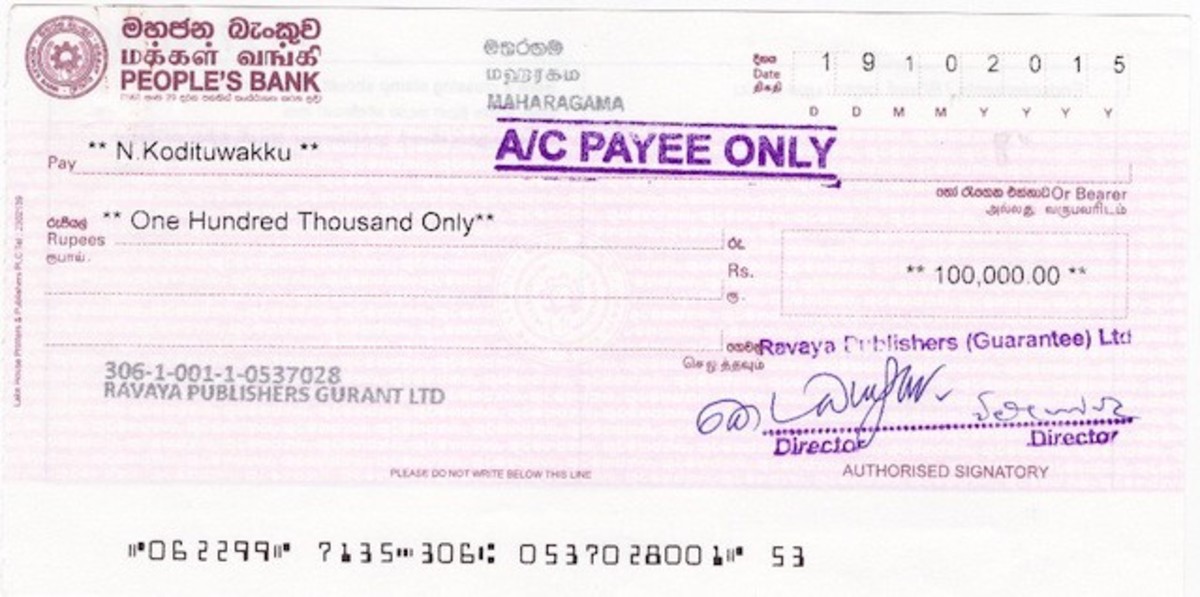 මහජන බැංකුව
மக்கள் வங்கி
PEOPLE'S BANK
මහරගම
மஹரகம
MAHARAGAMA
දිනය
Date
திகதி
1 9 1 0 2 0 1 5
D D M M Y Y Y Y
A/C PAYEE ONLY
Pay ** N.Kodituwakku **
හෝ රැගෙන එන්නාට Or Bearer
அல்லது வருபவரிடம்
රුපියල් ** One Hundred Thousand Only**
Rupees
ரூபாய்
රු.
Rs. ** 100,000.00 **
ரூ.
Ravaya Publishers (Guarantee) Ltd
செலுத்தவும்
306-1-001-1-0537028
RAVAYA PUBLISHERS GURANT LTD
Director Director
AUTHORISED SIGNATORY
PLEASE DO NOT WRITE BELOW THIS LINE
Lake House Printers & Publishers PLC
⑈062299⑈ 7135⑉306⑆ 0537028001⑈ 53